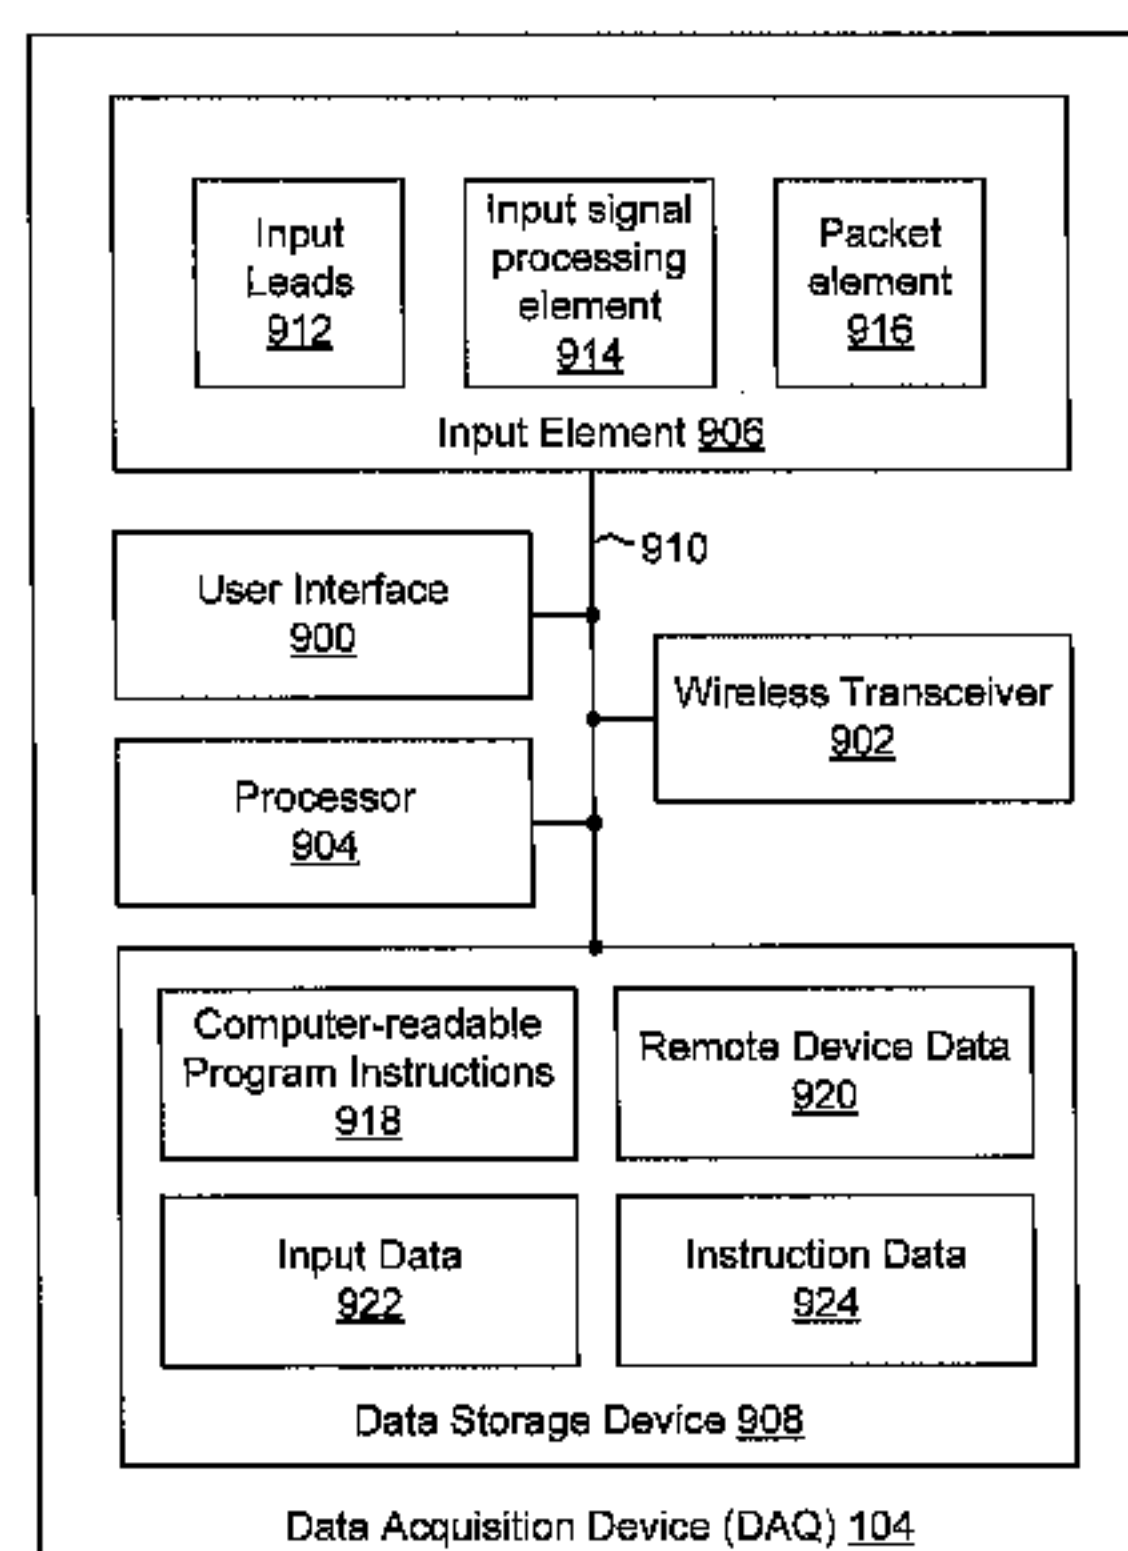 Input
Leads
912
Input signal
processing
element
914
Packet
element
916
Input Element 906
910
User Interface
900
Wireless Transceiver
902
Processor
904
Computer-readable
Program Instructions
918
Remote Device Data
920
Input Data
922
Instruction Data
924
Data Storage Device 908
Data Acquisition Device (DAQ) 104